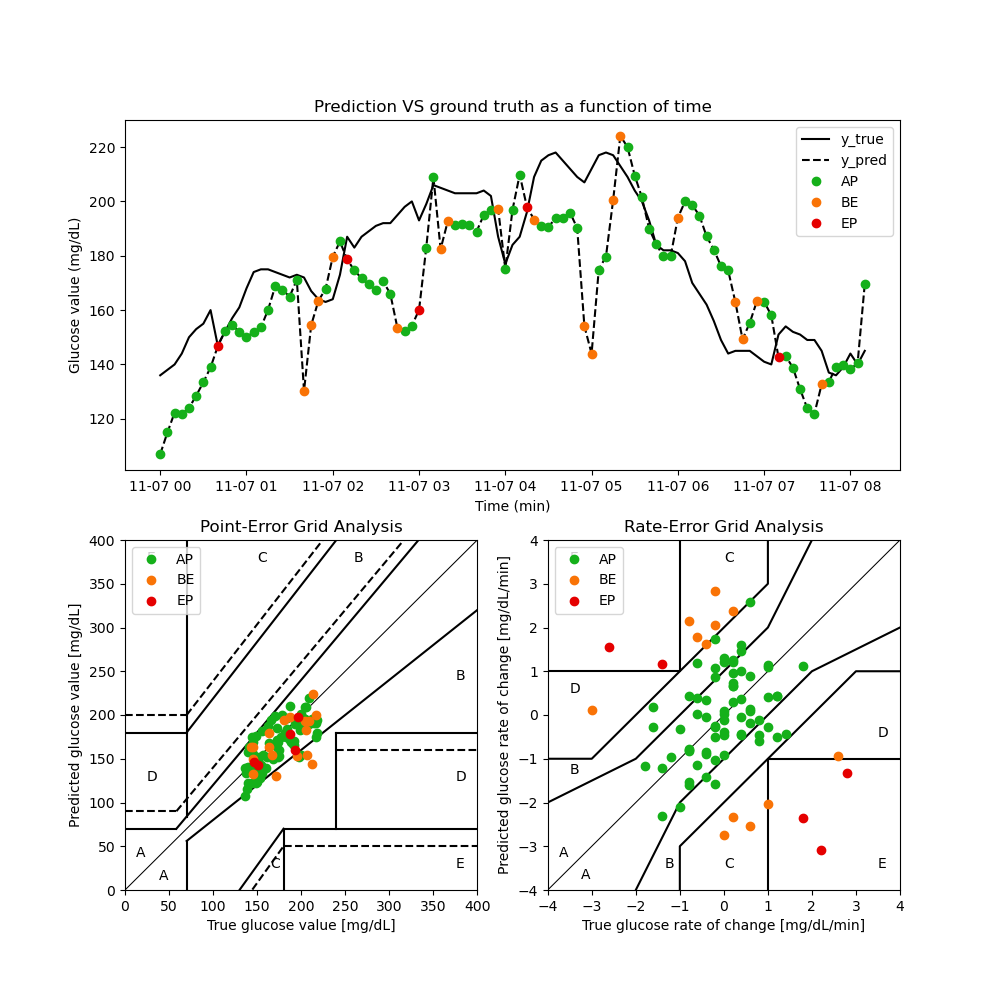 Prediction VS ground truth as a function of time
Glucose value (mg/dL)
220
200
180
160
140
120
y_true
y_pred
AP
BE
EP
11-07 00 11-07 01 11-07 02 11-07 03 11-07 04 11-07 05 11-07 06 11-07 07 11-07 08
Time (min)
Point-Error Grid Analysis
Predicted glucose value [mg/dL]
400
350
300
250
200
150
100
50
0
AP
BE
EP
C
B
B
D
D
A
A
C
E
0 50 100 150 200 250 300 350 400
True glucose value [mg/dL]
Rate-Error Grid Analysis
Predicted glucose rate of change [mg/dL/min]
4
3
2
1
0
−1
−2
−3
−4
AP
BE
EP
C
D
D
B
A
A
B
C
E
−4 −3 −2 −1 0 1 2 3 4
True glucose rate of change [mg/dL/min]